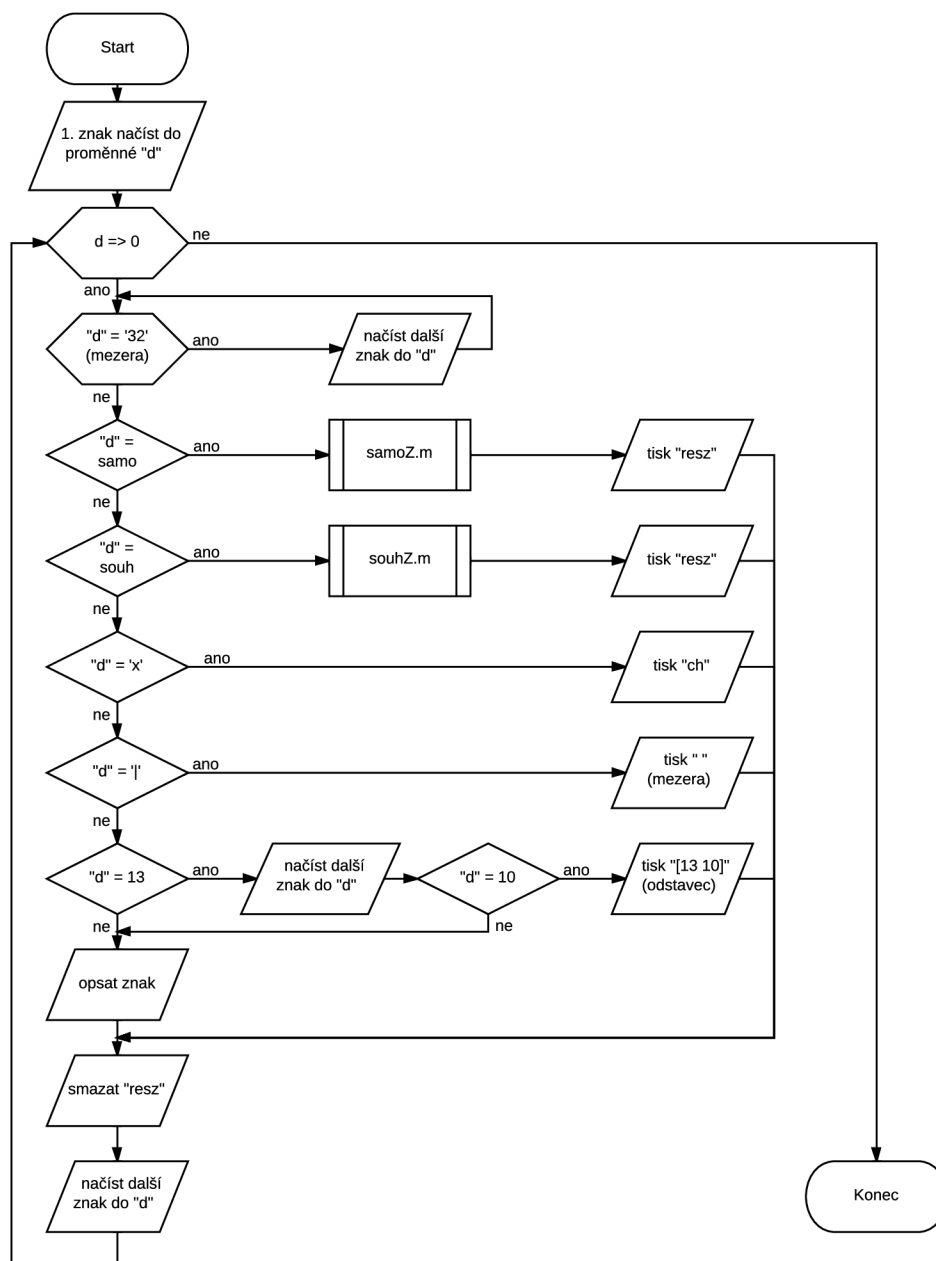 Start
1. znak načíst do
proměnné "d"
d => 0
ne
ano
"d" = '32'
(mezera)
ano
načíst další
znak do "d"
ne
"d" =
samo
ano
samoZ.m
tisk "resz"
ne
"d" =
souh
ano
souhZ.m
tisk "resz"
ne
"d" = 'x'
ano
tisk "ch"
ne
"d" = '|'
ano
tisk " "
(mezera)
ne
"d" = 13
ano
načíst další
znak do "d"
"d" = 10
ano
tisk "[13 10]"
(odstavec)
ne
ne
opsat znak
smazat "resz"
načíst další
znak do "d"
Konec